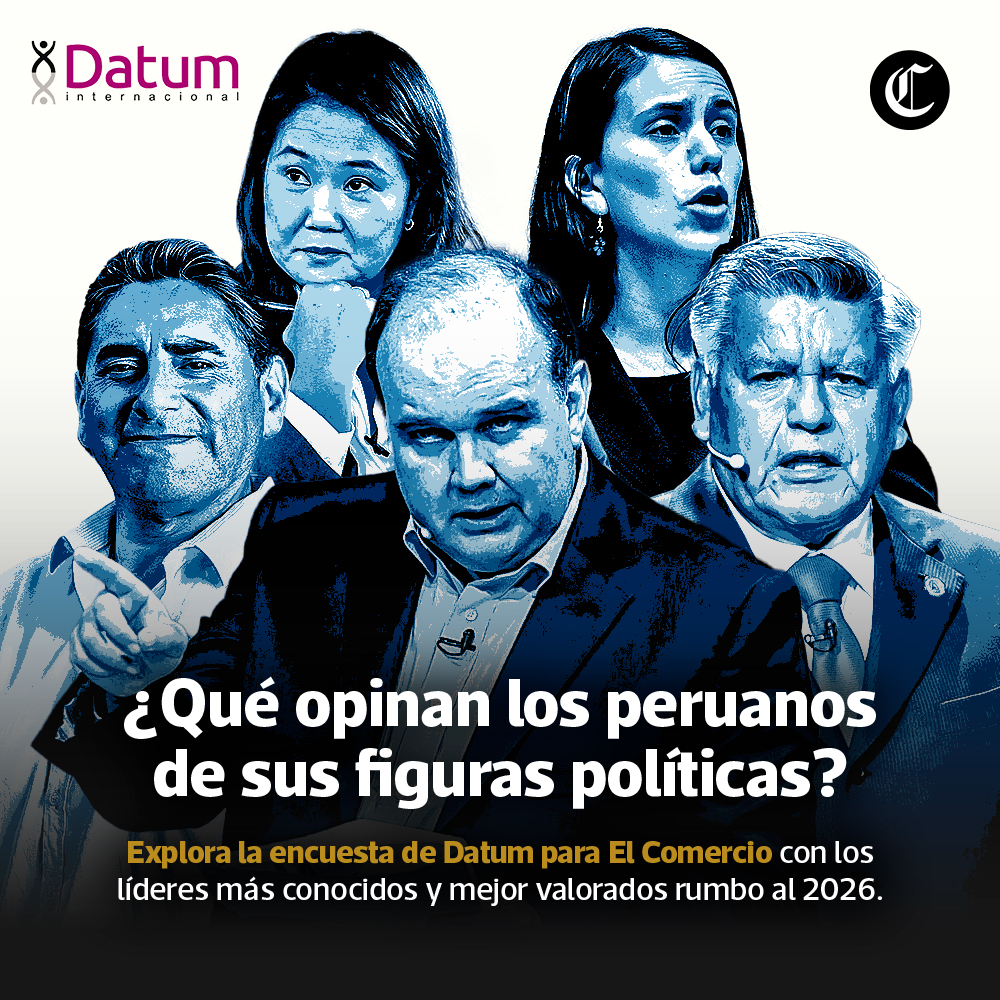 Datum
internacional
C
¿Qué opinan los peruanos
de sus figuras políticas?
Explora la encuesta de Datum para El Comercio con los
líderes más conocidos y mejor valorados rumbo al 2026.